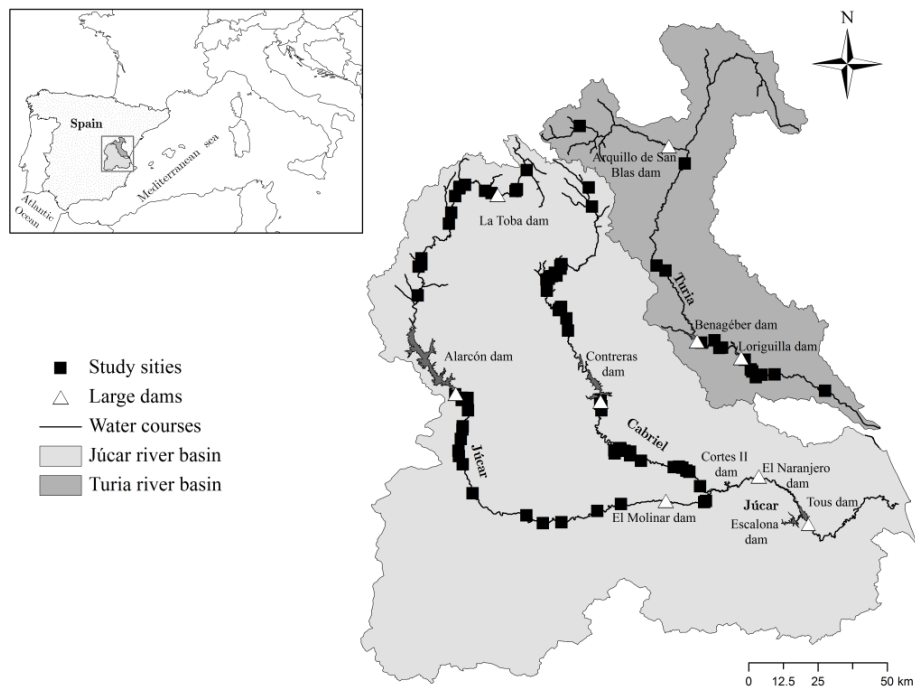 N
Spain
Mediterranean sea
Atlantic
Ocean
Arquillo de San
Blas dam
La Toba dam
Turia
Benagéber dam
Loriguilla dam
Study sities
Large dams
Water courses
Júcar river basin
Turia river basin
Alarcón dam
Contreras
dam
Cabriel
Júcar
Cortes II
dam
El Naranjero
dam
Tous dam
Júcar
Escalona
dam
El Molinar dam
0 12.5 25 50 km